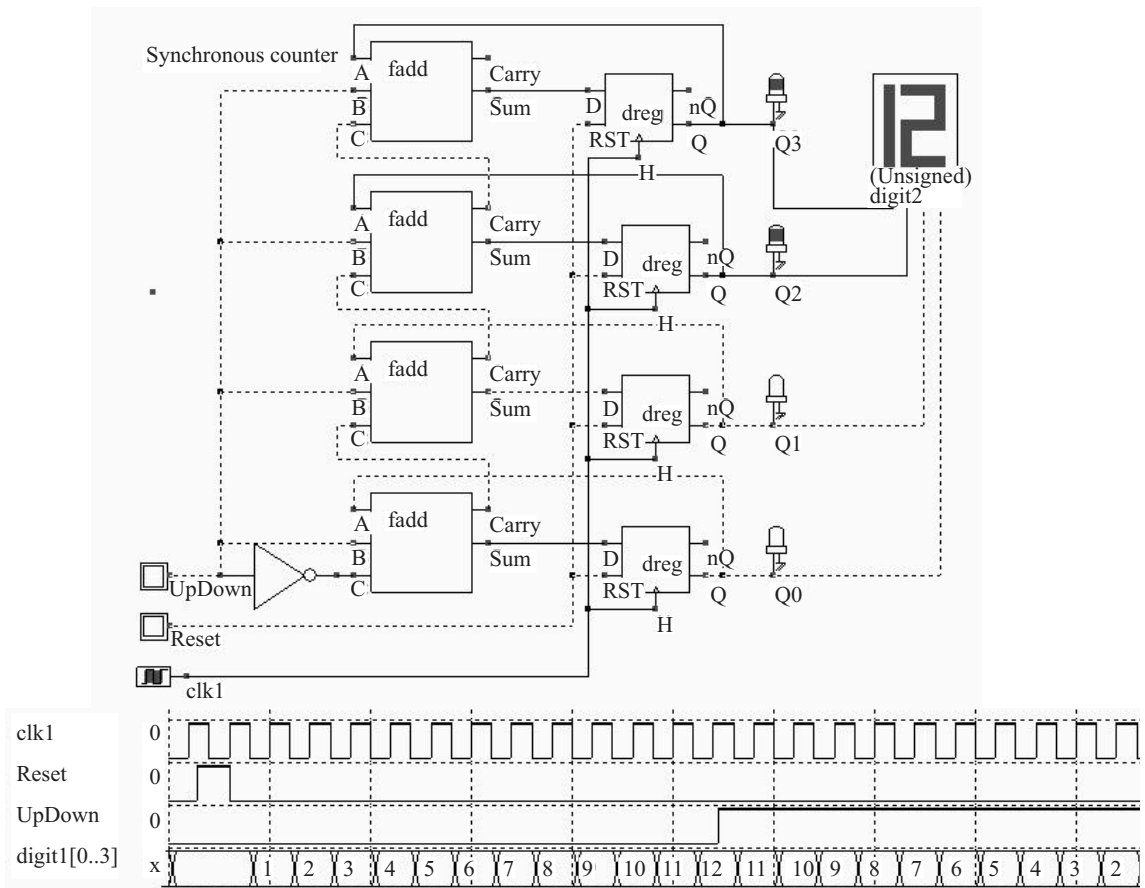 Synchronous counter
fadd
A
B
C
Carry
Sum
D
dreg
nQ
RST
Q
H
Q3
12
(Unsigned)
digit2
fadd
A
B
C
Carry
Sum
D
dreg
nQ
RST
Q
H
Q2
fadd
A
B
C
Carry
Sum
D
dreg
nQ
RST
Q
H
Q1
fadd
A
B
C
Carry
Sum
D
dreg
nQ
RST
Q
H
Q0
UpDown
Reset
clk1
clk1 0
Reset 0
UpDown 0
digit1[0..3] x 1 2 3 4 5 6 7 8 9 10 11 12 11 10 9 8 7 6 5 4 3 2